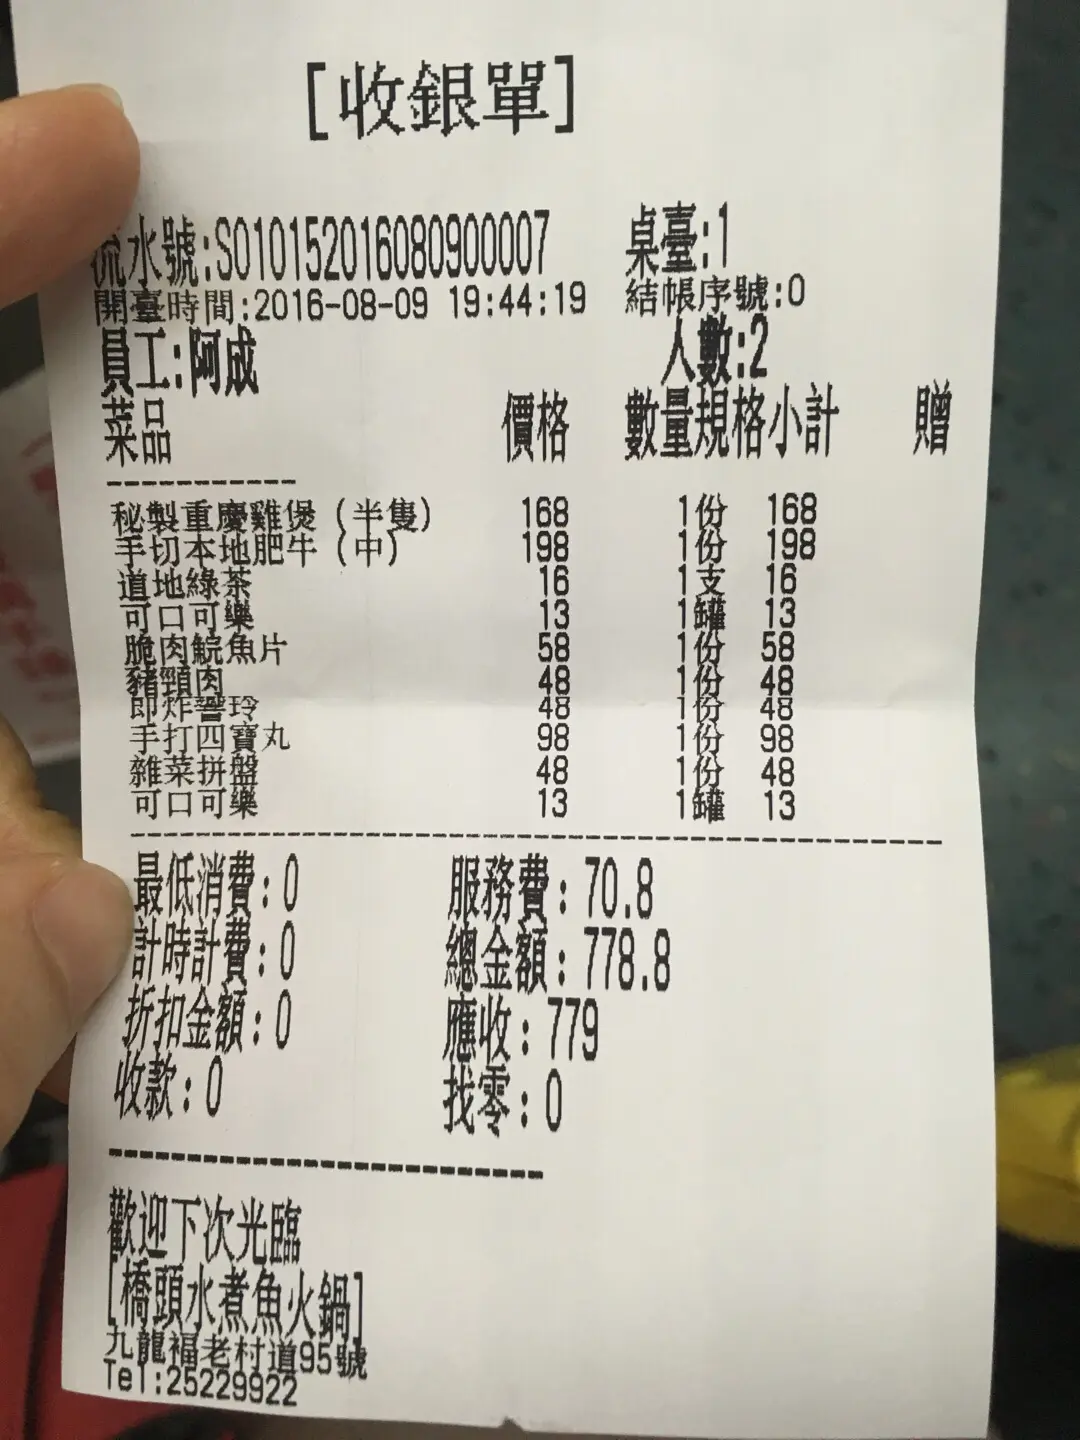 [收銀單]
流水號:S010152016080900007 桌臺:1
開臺時間:2016-08-09 19:44:19 結帳序號:0
員工:阿成 人數:2
菜品 價格 數量規格小計 贈
秘製重慶雞煲(半隻) 168 1份 168
手切本地肥牛(中) 198 1份 198
道地綠茶 16 1支 16
可口可樂 13 1罐 13
脆肉鯇魚片 58 1份 58
豬頸肉 48 1份 48
即炸響玲 48 1份 48
手打四寶丸 98 1份 98
雜菜拼盤 48 1份 48
可口可樂 13 1罐 13
最低消費:0 服務費:70.8
計時計費:0 總金額:778.8
折扣金額:0 應收:779
收款:0 找零:0
歡迎下次光臨
[橋頭水煮魚火鍋]
九龍褔老村道95號
Tel:25229922